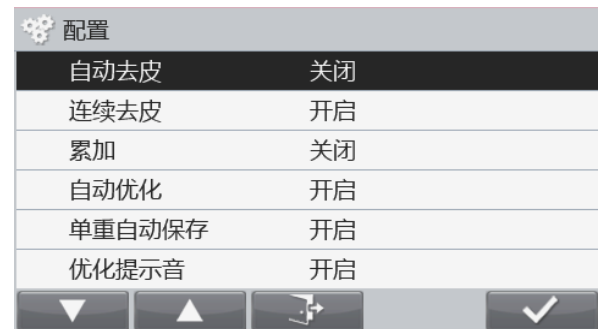 配置
自动去皮 关闭
连续去皮 开启
累加 关闭
自动优化 开启
单重自动保存 开启
优化提示音 开启